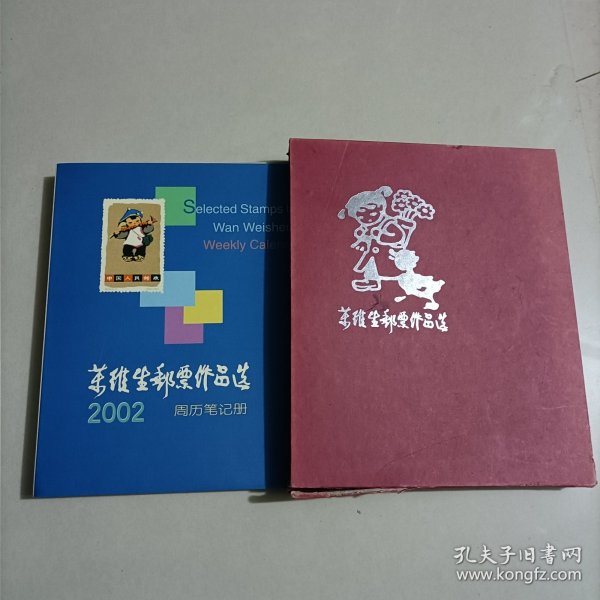 Selected Stamps
Wan Weishe
Weekly Cale
中国人民邮政
万维生邮票作品选
2002 周历笔记册
万维生郵票作品选
孔夫子旧书网
www.kongfz.com